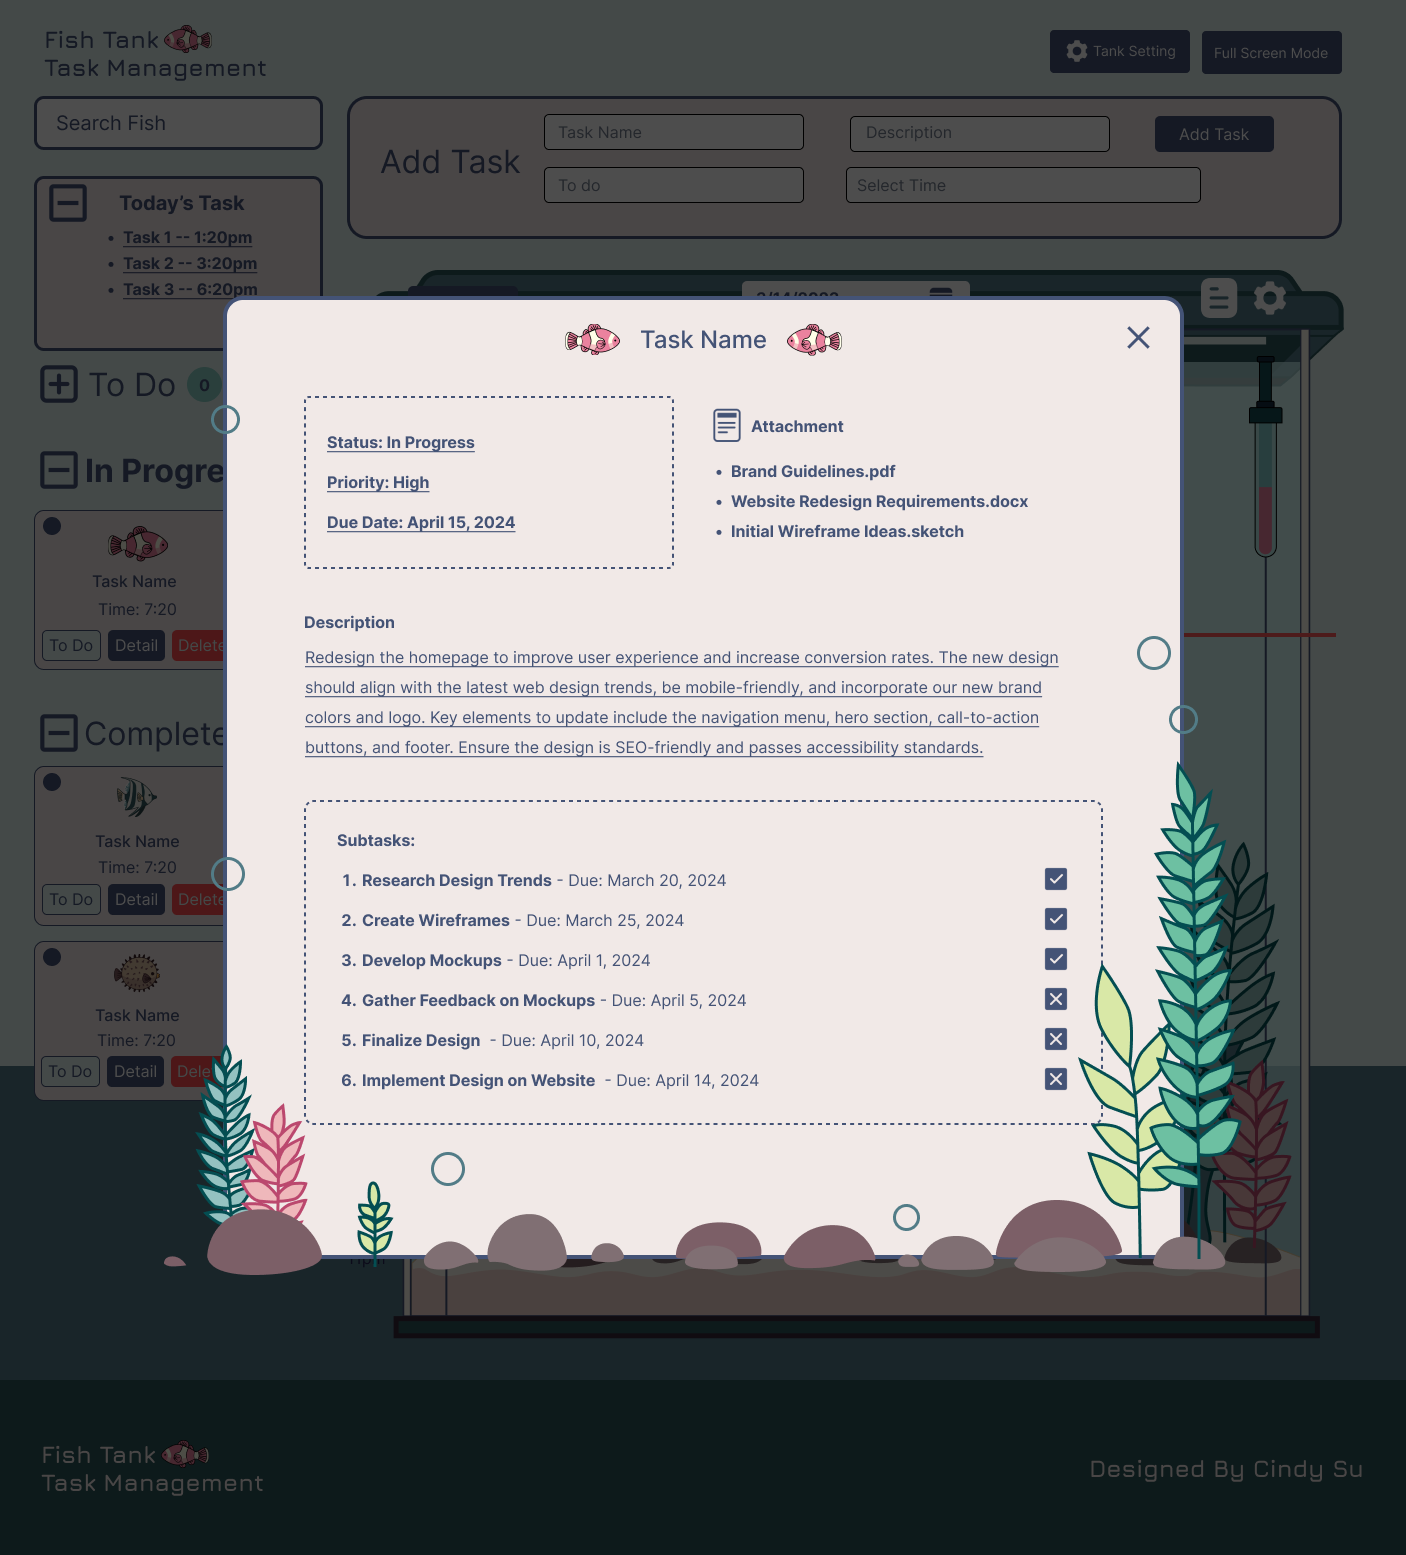 Fish Tank
Task Management
Tank Setting
Full Screen Mode
Search Fish
Add Task
Task Name
Description
Add Task
To do
Select Time
Today's Task
• Task 1 -- 1:20pm
• Task 2 -- 3:20pm
• Task 3 -- 6:20pm
To Do 0
In Progre
Task Name
Time: 7:20
To Do Detail Delete
Complete
Task Name
Time: 7:20
To Do Detail Delete
Task Name
Time: 7:20
To Do Detail Dele
Task Name
Status: In Progress
Priority: High
Due Date: April 15, 2024
Attachment
• Brand Guidelines.pdf
• Website Redesign Requirements.docx
• Initial Wireframe Ideas.sketch
Description
Redesign the homepage to improve user experience and increase conversion rates. The new design
should align with the latest web design trends, be mobile-friendly, and incorporate our new brand
colors and logo. Key elements to update include the navigation menu, hero section, call-to-action
buttons, and footer. Ensure the design is SEO-friendly and passes accessibility standards.
Subtasks:
1. Research Design Trends - Due: March 20, 2024
2. Create Wireframes - Due: March 25, 2024
3. Develop Mockups - Due: April 1, 2024
4. Gather Feedback on Mockups - Due: April 5, 2024
5. Finalize Design - Due: April 10, 2024
6. Implement Design on Website - Due: April 14, 2024
Fish Tank
Task Management
Designed By Cindy Su